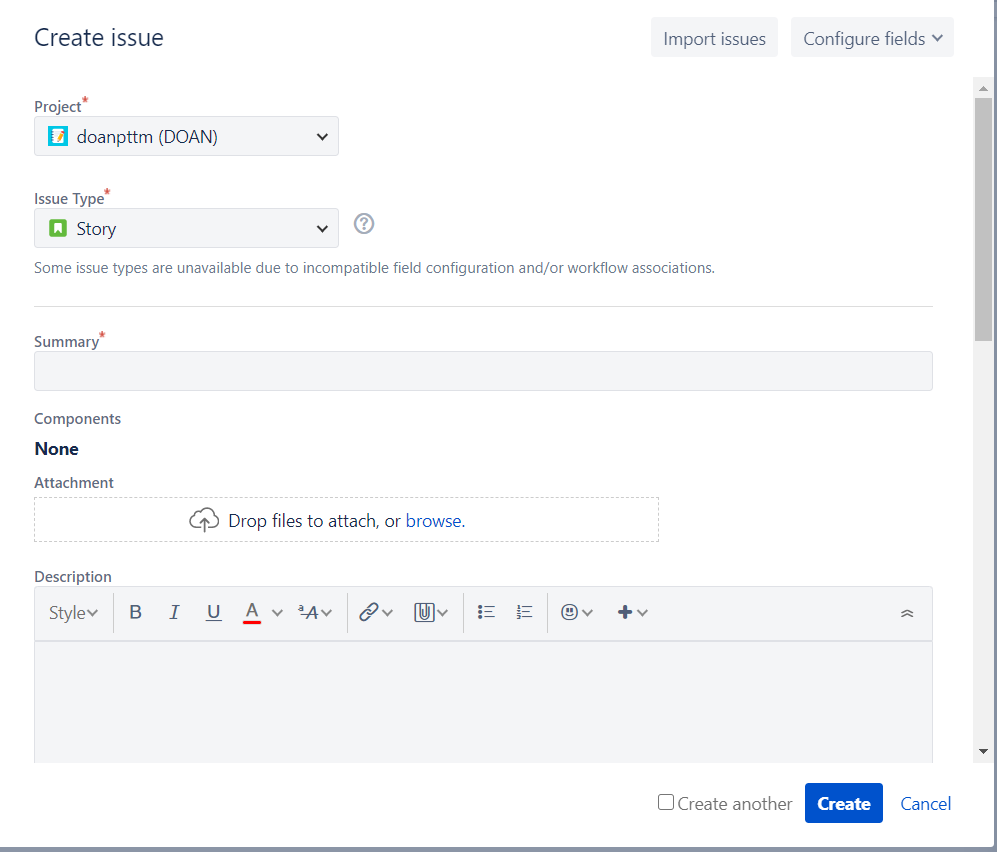 Create issue
Import issues
Configure fields
Project*
doanpttm (DOAN)
Issue Type*
Story
Some issue types are unavailable due to incompatible field configuration and/or workflow associations.
Summary*
Components
None
Attachment
Drop files to attach, or browse.
Description
Style B I U A ªA
Create another
Create
Cancel